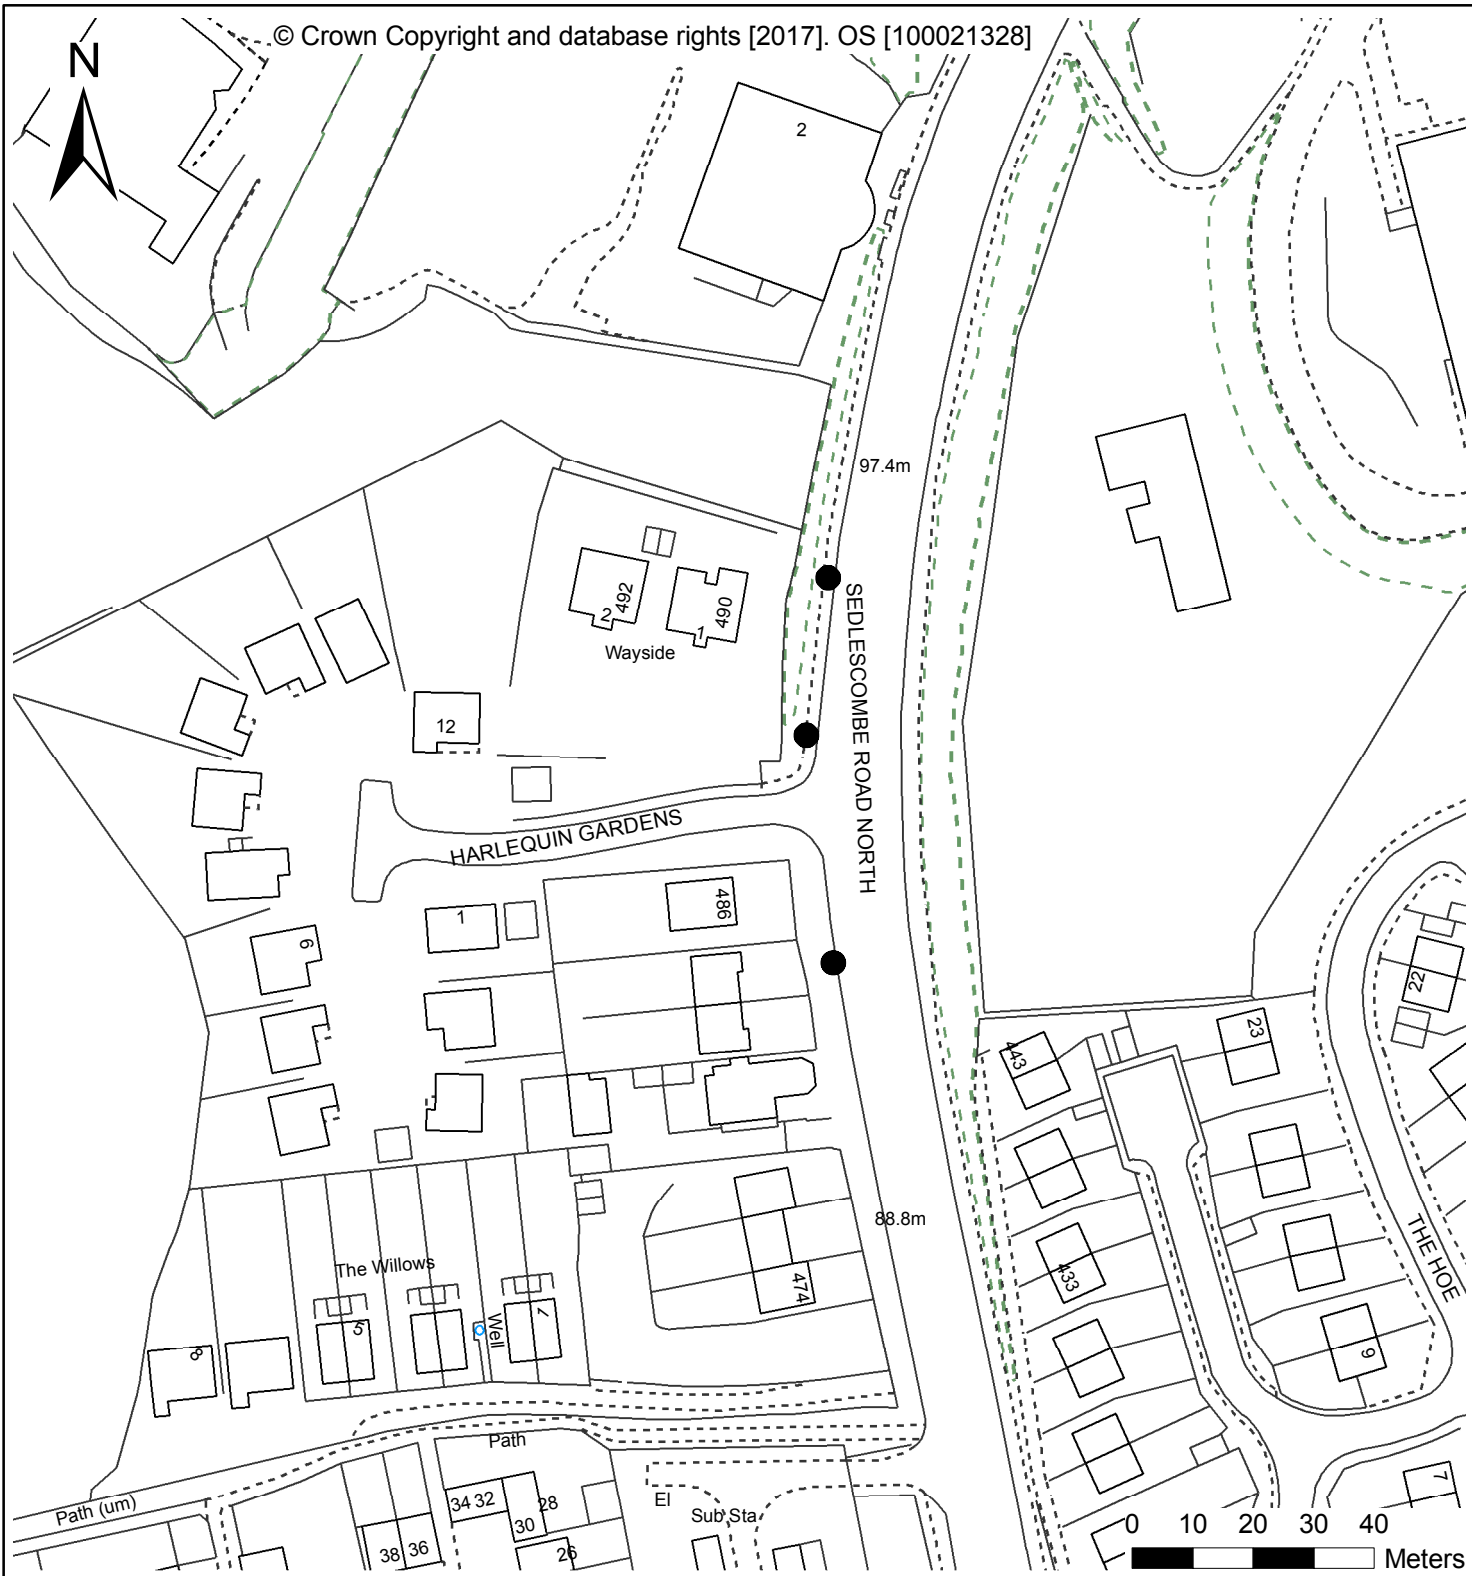 © Crown Copyright and database rights [2017]. OS [100021328]
N
2
97.4m
492
2
490
1
Wayside
SEDLESCOMBE ROAD NORTH
12
HARLEQUIN GARDENS
486
1
6
22
23
443
88.8m
THE HOE
433
The Willows
474
Well
5
7
8
9
Path
7
34 32
28
30
El
Sub Sta
Path (um)
38 36
26
0 10 20 30 40
Meters